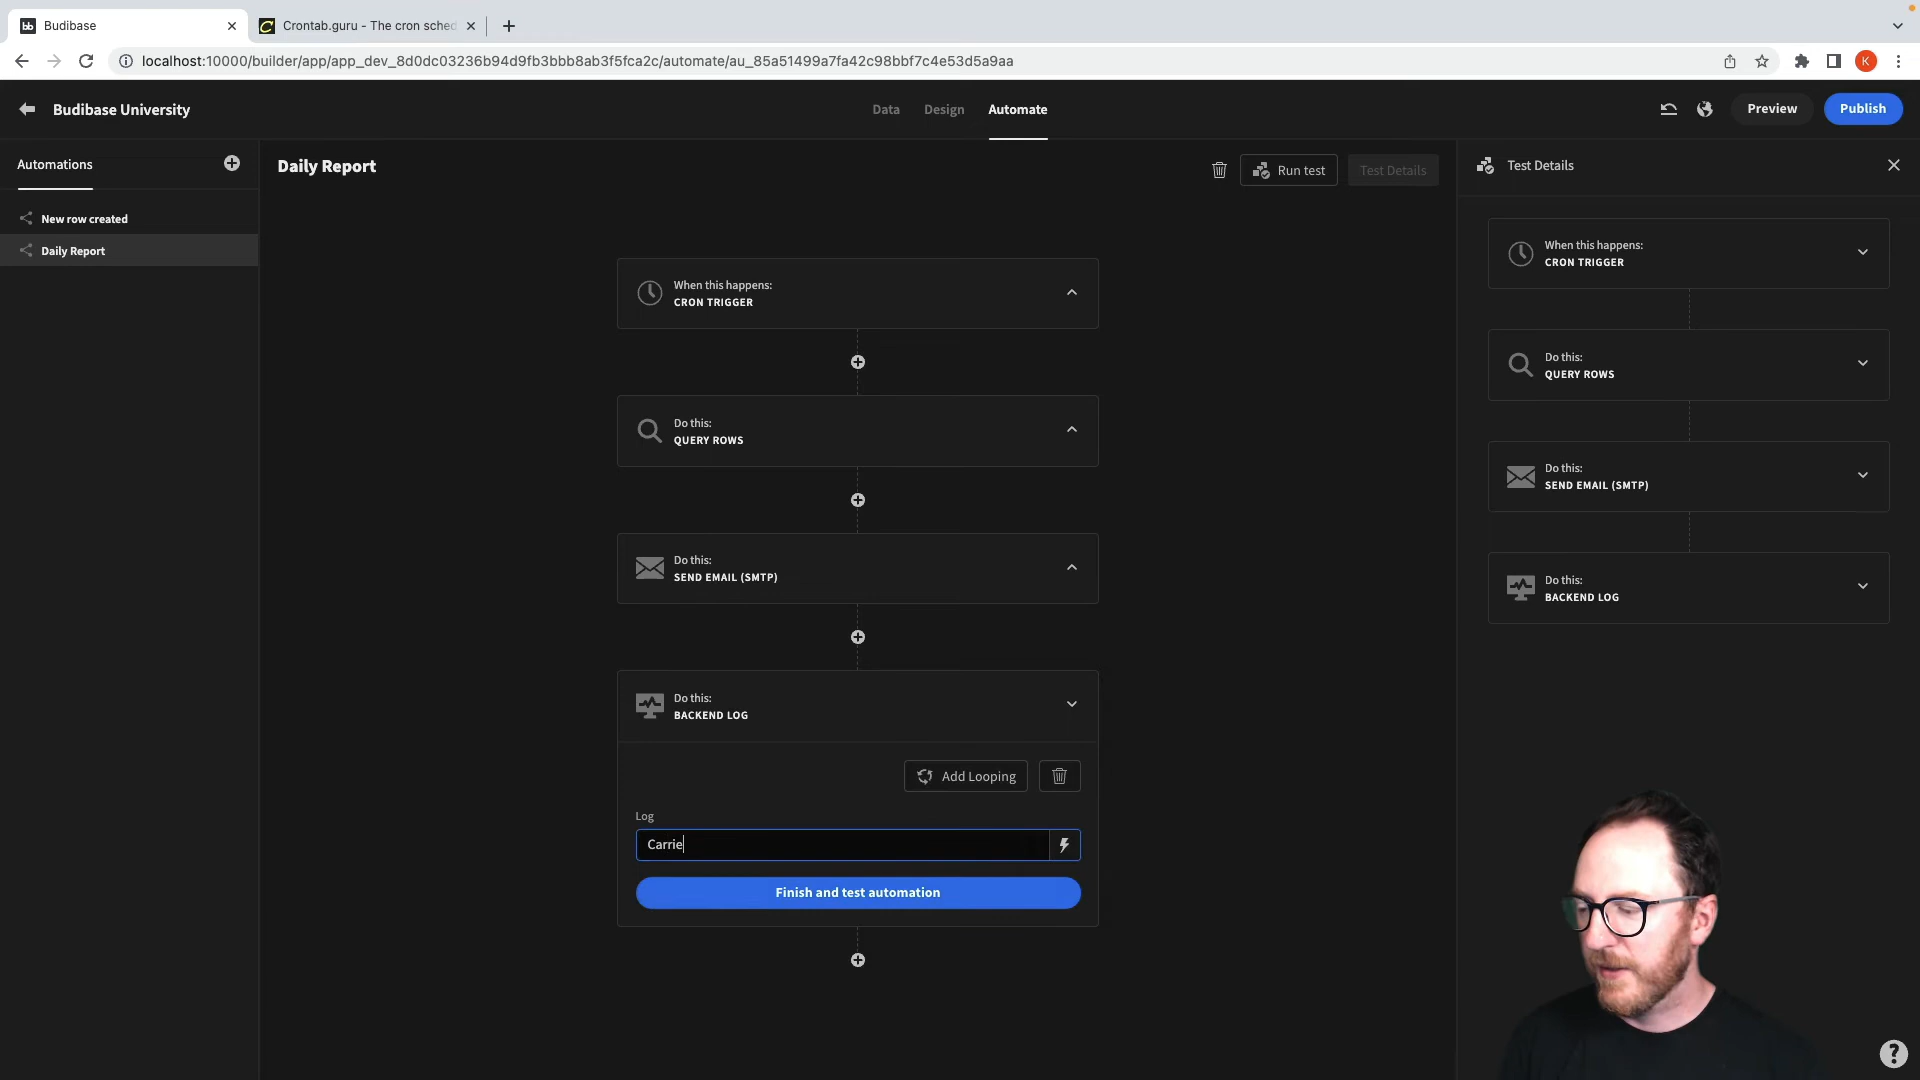 bb Budibase
C Crontab.guru - The cron sched
localhost:10000/builder/app/app_dev_8d0dc03236b94d9fb3bbb8ab3f5fca2c/automate/au_85a51499a7fa42c98bbf7c4e53d5a9aa
K
Budibase University
Data Design Automate
Preview Publish
Automations
New row created
Daily Report
Daily Report
Run test Test Details
When this happens:
CRON TRIGGER
Do this:
QUERY ROWS
Do this:
SEND EMAIL (SMTP)
Do this:
BACKEND LOG
Add Looping
Log
Carrie
Finish and test automation
Test Details
When this happens:
CRON TRIGGER
Do this:
QUERY ROWS
Do this:
SEND EMAIL (SMTP)
Do this:
BACKEND LOG
?